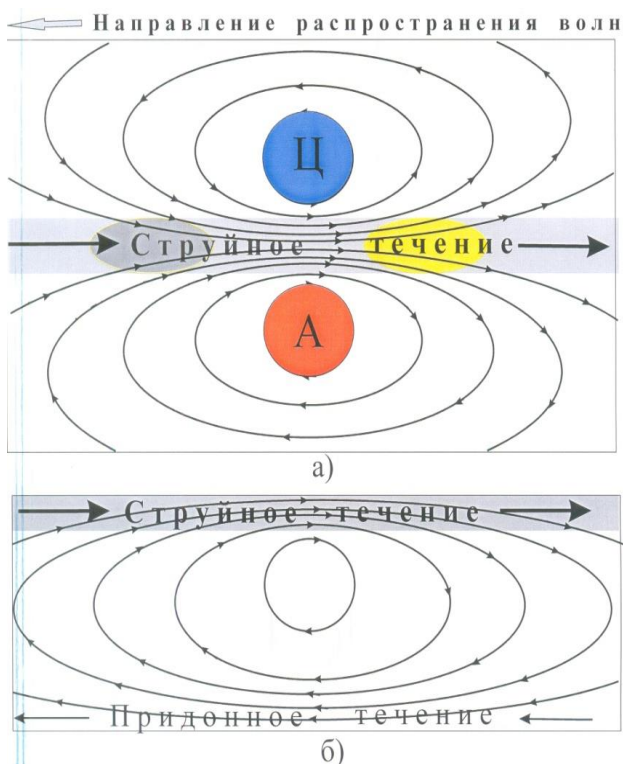 Направление распространения волн
Ц
Струйное течение
А
а)
Струйное течение
Придонное течение
б)